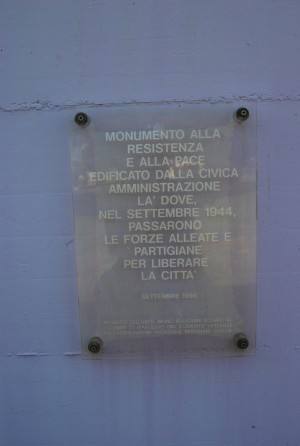 MONUMENTO ALLA
RESISTENZA
E ALLA PACE
EDIFICATO DALLA CIVICA
AMMINISTRAZIONE
LA' DOVE,
NEL SETTEMBRE 1944,
PASSARONO
LE FORZE ALLEATE E
PARTIGIANE
PER LIBERARE
LA CITTA'
SETTEMBRE